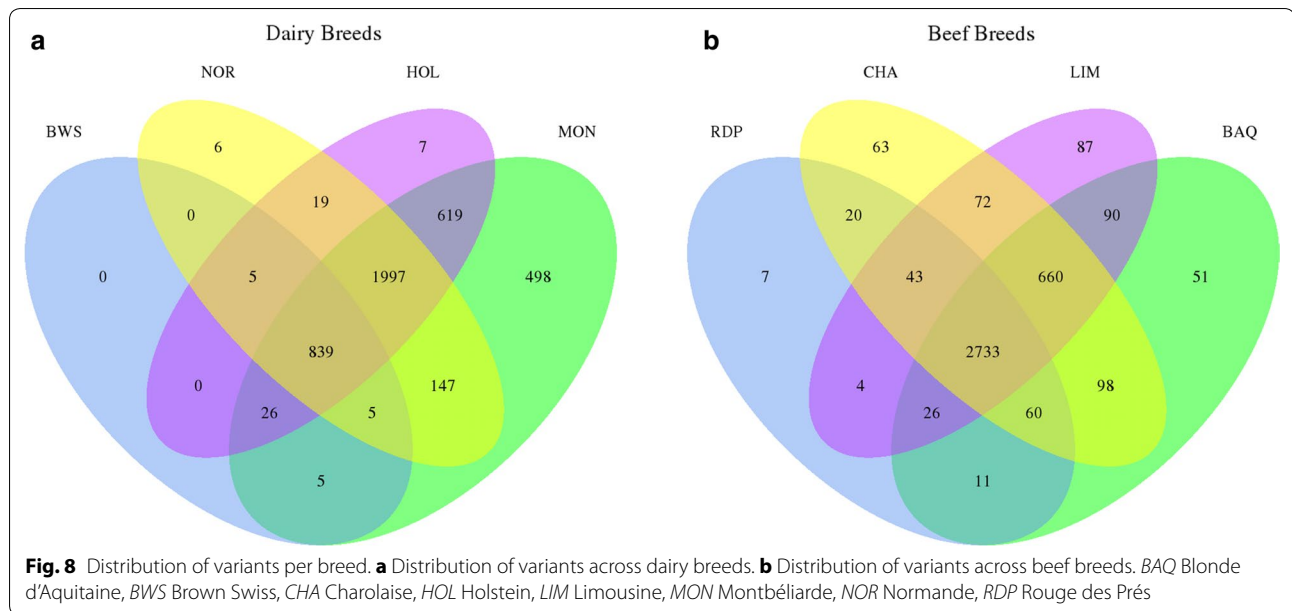 a Dairy Breeds
NOR HOL
BWS MON
6 7
0 19 619
0 5 1997 498
839
0 147
26 5
5
b Beef Breeds
CHA LIM
RDP BAQ
63 87
20 72 90
7 43 660 51
2733
4 98
26 60
11
Fig. 8 Distribution of variants per breed. a Distribution of variants across dairy breeds. b Distribution of variants across beef breeds. BAQ Blonde
d’Aquitaine, BWS Brown Swiss, CHA Charolaise, HOL Holstein, LIM Limousine, MON Montbéliarde, NOR Normande, RDP Rouge des Prés